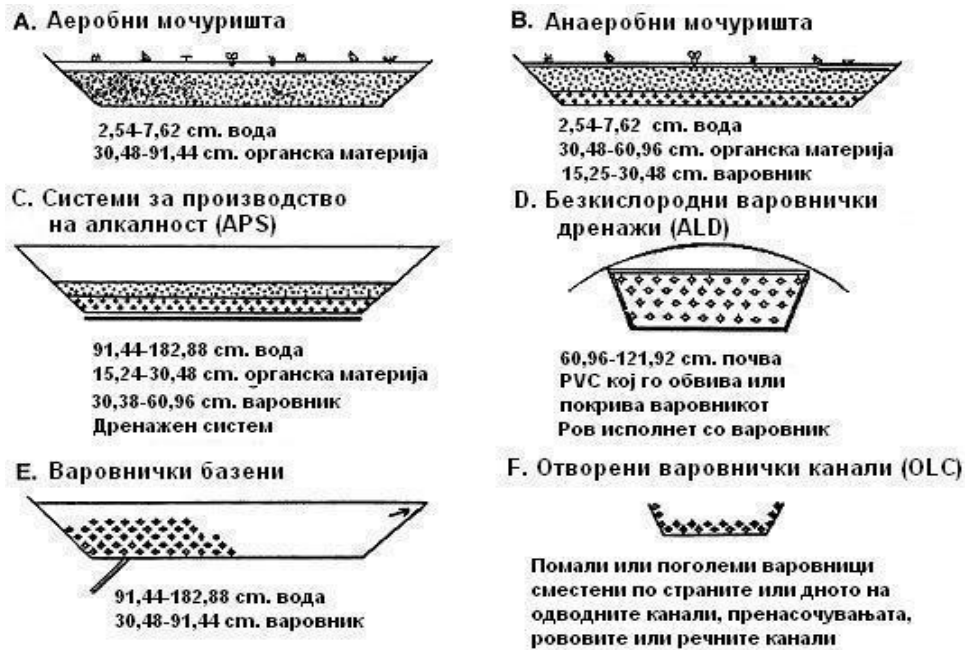 A. Аеробни мочуришта
2,54-7,62 cm. вода
30,48-91,44 cm. органска материја
B. Анаеробни мочуришта
2,54-7,62 cm. вода
30,48-60,96 cm. органска материја
15,25-30,48 cm. варовник
C. Системи за производство
на алкалност (APS)
91,44-182,88 cm. вода
15,24-30,48 cm. органска материја
30,38-60,96 cm. варовник
Дренажен систем
D. Безкислородни варовнички
дренажи (ALD)
60,96-121,92 cm. почва
PVC кој го обвива или
покрива варовникот
Ров исполнет со варовник
E. Варовнички базени
91,44-182,88 cm. вода
30,48-91,44 cm. варовник
F. Отворени варовнички канали (OLC)
Помали или поголеми варовници
сместени по страните или дното на
одводните канали, пренасочувањата,
рововите или речните канали